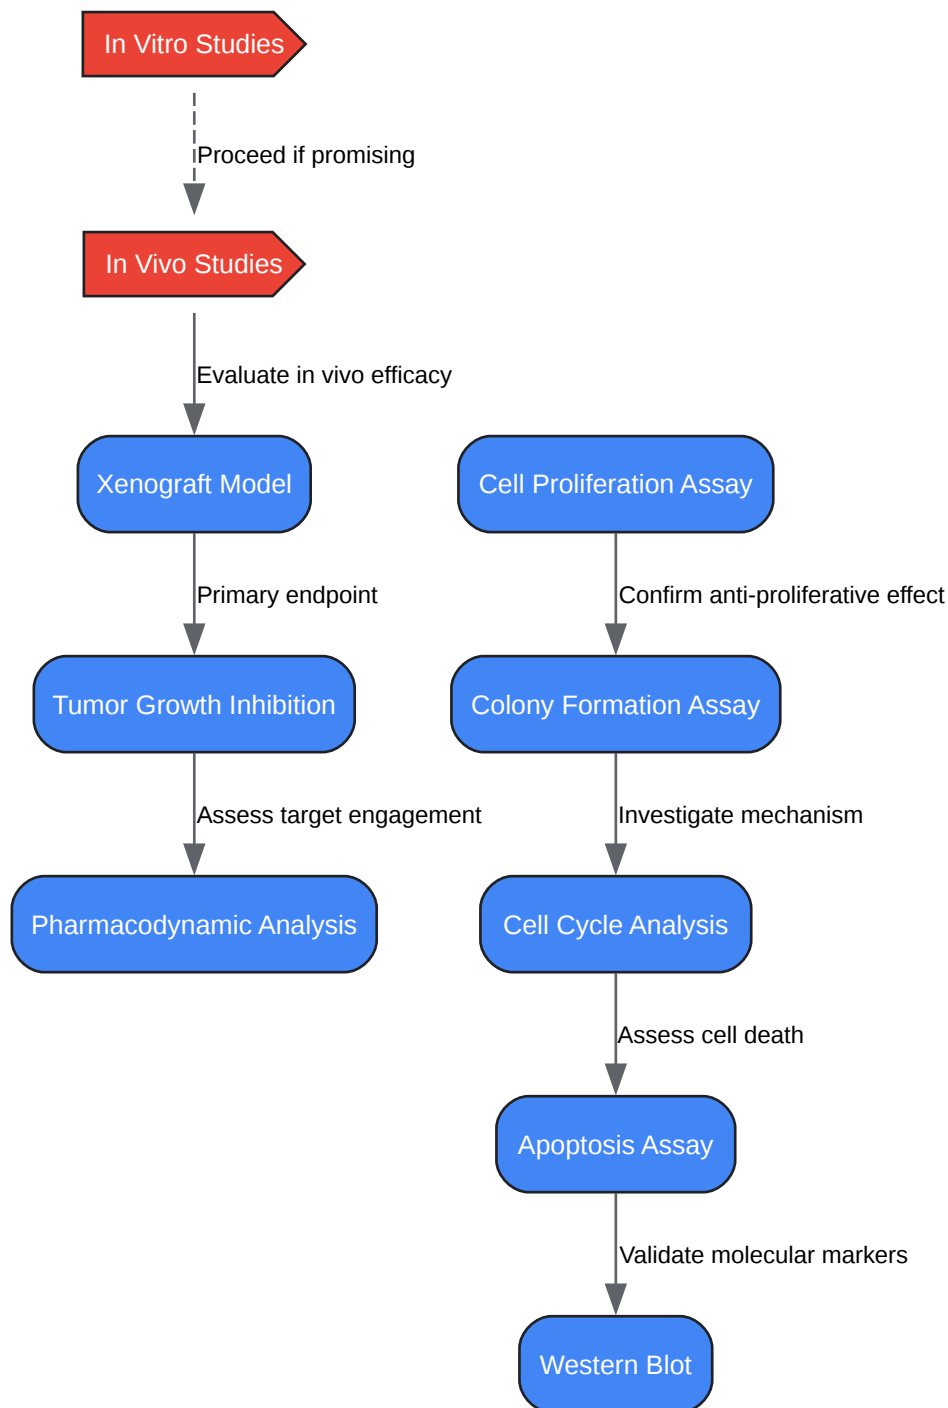 In Vitro Studies
Proceed if promising
In Vivo Studies
Evaluate in vivo efficacy
Xenograft Model
Primary endpoint
Tumor Growth Inhibition
Assess target engagement
Pharmacodynamic Analysis
Cell Proliferation Assay
Confirm anti-proliferative effect
Colony Formation Assay
Investigate mechanism
Cell Cycle Analysis
Assess cell death
Apoptosis Assay
Validate molecular markers
Western Blot